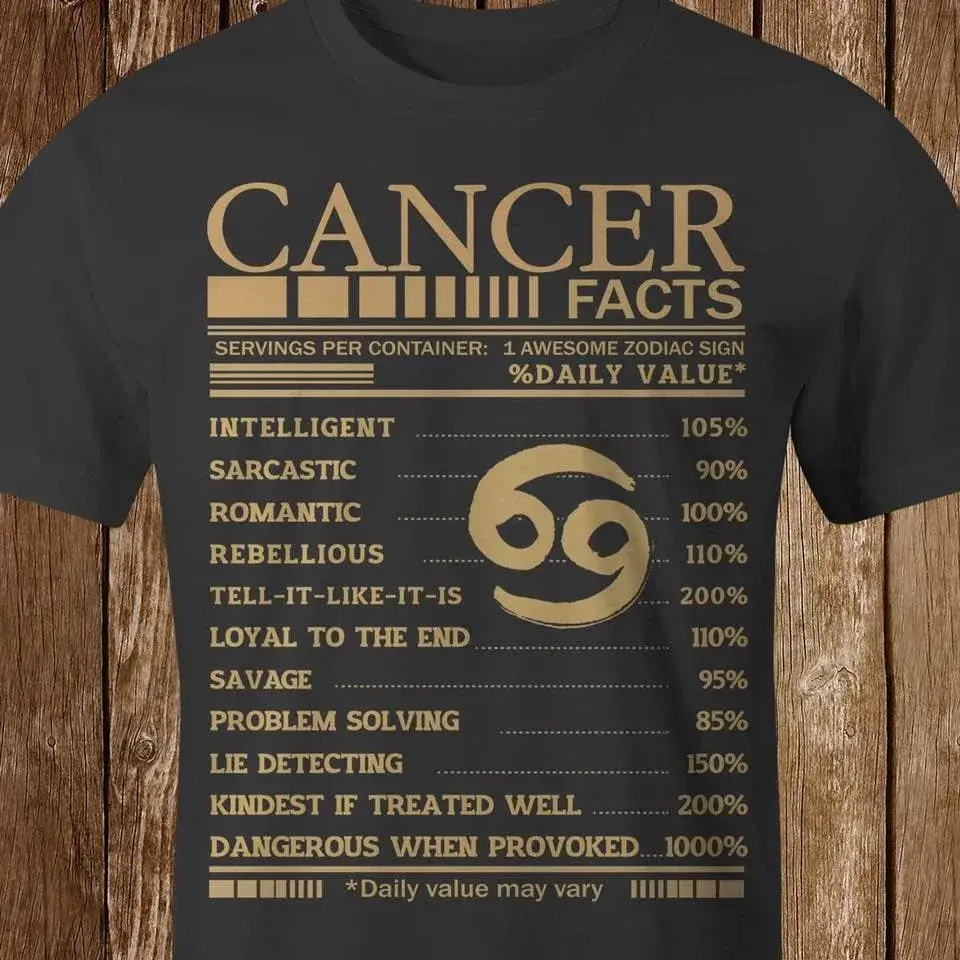 CANCER
FACTS
SERVINGS PER CONTAINER: 1 AWESOME ZODIAC SIGN
%DAILY VALUE*
INTELLIGENT 105%
SARCASTIC 90%
ROMANTIC 100%
REBELLIOUS 110%
TELL-IT-LIKE-IT-IS 200%
LOYAL TO THE END 110%
SAVAGE 95%
PROBLEM SOLVING 85%
LIE DETECTING 150%
KINDEST IF TREATED WELL 200%
DANGEROUS WHEN PROVOKED 1000%
*Daily value may vary